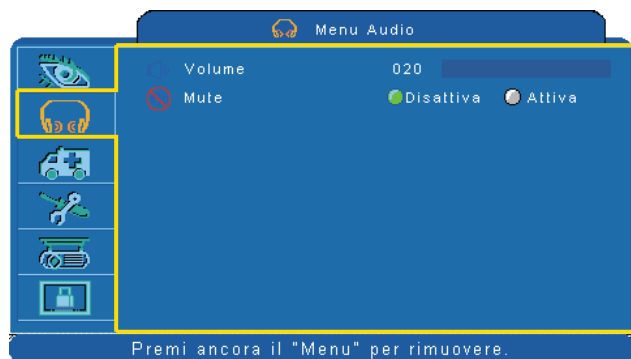 Menu Audio
Volume 020
Mute Disattiva Attiva
Premi ancora il "Menu" per rimuovere.